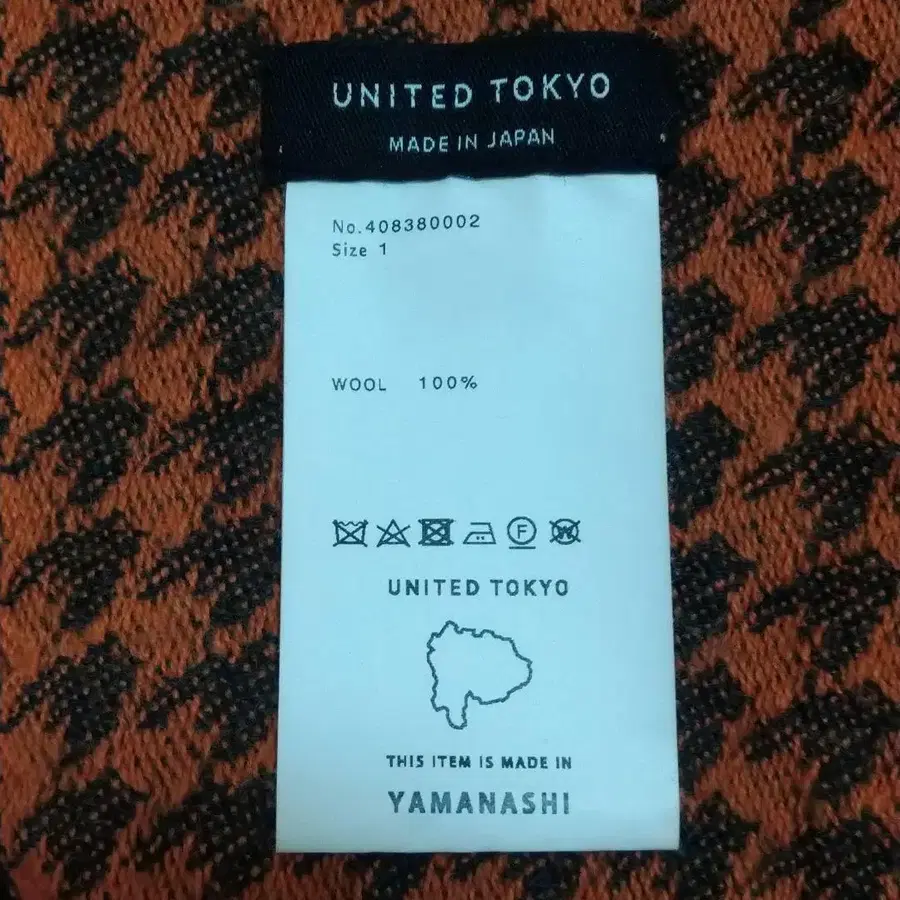 UNITED TOKYO
MADE IN JAPAN
No.408380002
Size 1
WOOL 100%
F W
UNITED TOKYO
THIS ITEM IS MADE IN
YAMANASHI